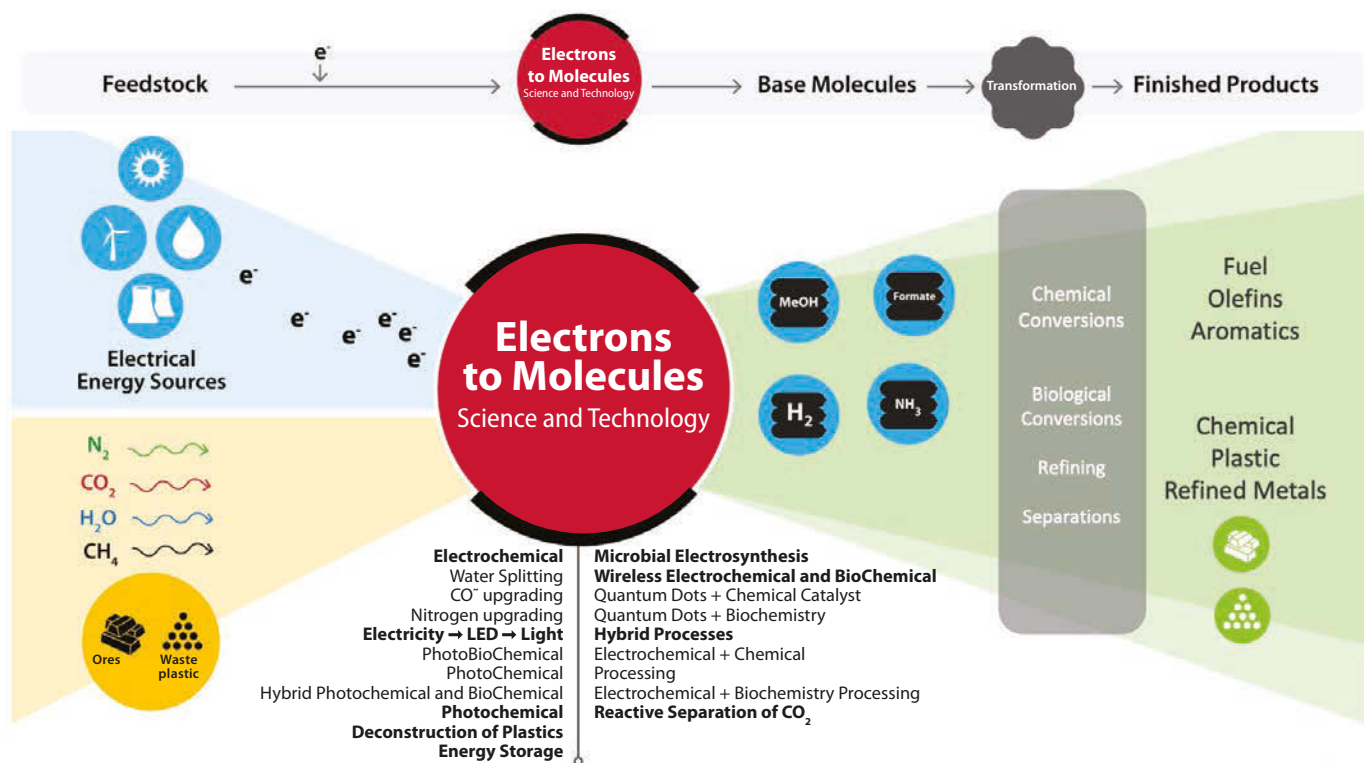 Feedstock
e⁻
Electrons
to Molecules
Science and Technology
Base Molecules
Transformation
Finished Products
e⁻
e⁻
e⁻
e⁻
e⁻
e⁻
Electrical
Energy Sources
N₂
CO₂
H₂O
CH₄
Ores
Waste
plastic
Electrons
to Molecules
Science and Technology
Electrochemical
Water Splitting
CO⁻ upgrading
Nitrogen upgrading
Electricity → LED → Light
PhotoBioChemical
PhotoChemical
Hybrid Photochemical and BioChemical
Photochemical
Deconstruction of Plastics
Energy Storage
Microbial Electrosynthesis
Wireless Electrochemical and BioChemical
Quantum Dots + Chemical Catalyst
Quantum Dots + Biochemistry
Hybrid Processes
Electrochemical + Chemical
Processing
Electrochemical + Biochemistry Processing
Reactive Separation of CO₂
MeOH
Formate
H₂
NH₃
Chemical
Conversions
Biological
Conversions
Refining
Separations
Fuel
Olefins
Aromatics
Chemical
Plastic
Refined Metals